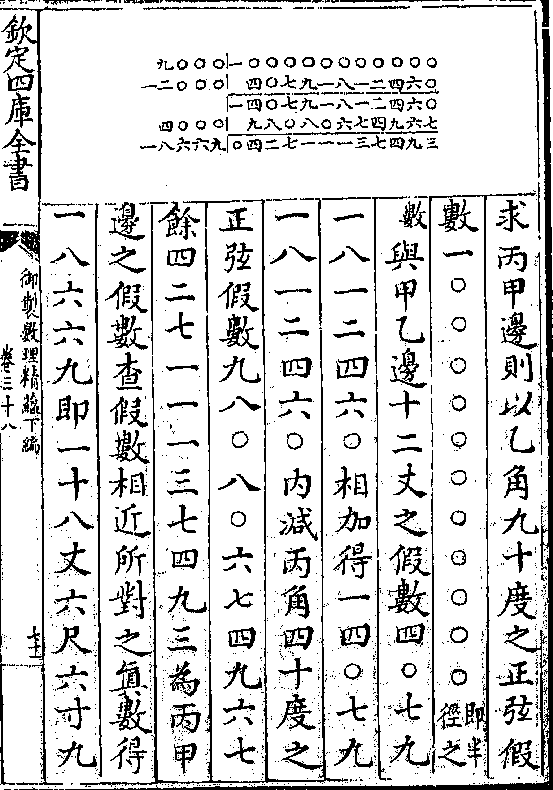 九〇〇〇 一〇〇〇〇〇〇〇〇〇〇〇
一二〇〇〇 四〇七九一八一二四六〇
一四〇七九一八一二四六〇
四〇〇〇 九八〇八〇六七四九六七
一八六六九 〇四二七一一一三七四九三
求丙甲邊則以乙角九十度之正弦假
數一〇〇〇〇〇〇〇〇〇〇〇即半徑之
數與甲乙邊十二丈之假數四〇七九
一八一二四六〇相加得一四〇七九
一八一二四六〇内減丙角四十度之
正弦假數九八〇八〇六七四九六七
餘四二七一一一三七四九三為丙甲
邊之假數查假數相近所對之真數得
一八六六九即一十八丈六尺六寸九
欽定四庫全書
御製數理精藴下編
卷三十八